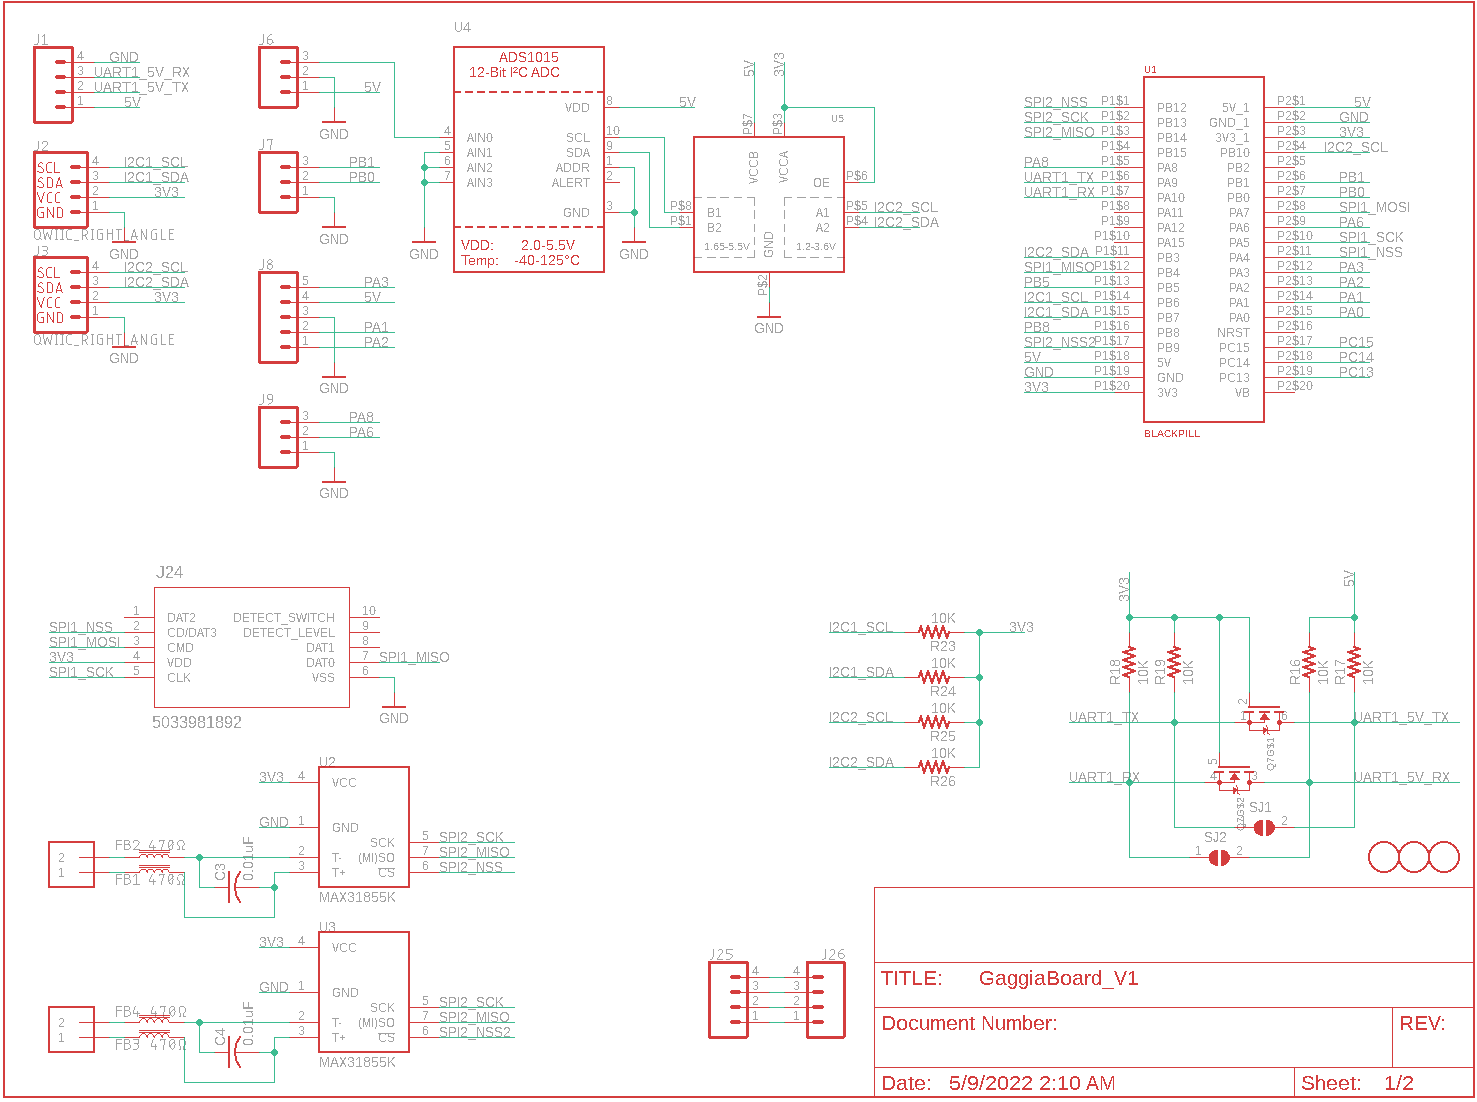 J1
4 GND
3 UART1_5V_RX
2 UART1_5V_TX
1 5V
J2
SCL 4 I2C1_SCL
SDA 3 I2C1_SDA
VCC 2 3V3
GND 1
QWIIC_RIGHT_ANGLE
GND
J3
SCL 4 I2C2_SCL
SDA 3 I2C2_SDA
VCC 2 3V3
GND 1
QWIIC_RIGHT_ANGLE
GND
J6
3
2
1 5V
GND
J7
3 PB1
2 PB0
1
GND
J8
5 PA3
4 5V
3
2 PA1
1 PA2
GND
J9
3 PA8
2 PA6
1
GND
U4
ADS1015
12-Bit I²C ADC
VDD 8 5V
4 AIN0 SCL 10
5 AIN1 SDA 9
6 AIN2 ADDR 1
7 AIN3 ALERT 2
GND 3
VDD: 2.0-5.5V
Temp: -40-125°C
GND
GND
5V
3V3
P$7
P$3
U5
VCCB
VCCA
OE P$6
P$8 B1 A1 P$5 I2C2_SCL
P$1 B2 A2 P$4 I2C2_SDA
1.65-5.5V GND 1.2-3.6V
P$2
GND
U1
SPI2_NSS P1$1 PB12 5V_1 P2$1 5V
SPI2_SCK P1$2 PB13 GND_1 P2$2 GND
SPI2_MISO P1$3 PB14 3V3_1 P2$3 3V3
P1$4 PB15 PB10 P2$4 I2C2_SCL
PA8 P1$5 PA8 PB2 P2$5
UART1_TX P1$6 PA9 PB1 P2$6 PB1
UART1_RX P1$7 PA10 PB0 P2$7 PB0
P1$8 PA11 PA7 P2$8 SPI1_MOSI
P1$9 PA12 PA6 P2$9 PA6
P1$10 PA15 PA5 P2$10 SPI1_SCK
I2C2_SDA P1$11 PB3 PA4 P2$11 SPI1_NSS
SPI1_MISO P1$12 PB4 PA3 P2$12 PA3
PB5 P1$13 PB5 PA2 P2$13 PA2
I2C1_SCL P1$14 PB6 PA1 P2$14 PA1
I2C1_SDA P1$15 PB7 PA0 P2$15 PA0
PB8 P1$16 PB8 NRST P2$16
SPI2_NSS2 P1$17 PB9 PC15 P2$17 PC15
5V P1$18 5V PC14 P2$18 PC14
GND P1$19 GND PC13 P2$19 PC13
3V3 P1$20 3V3 VB P2$20
BLACKPILL
J24
1 DAT2 DETECT_SWITCH 10
SPI1_NSS 2 CD/DAT3 DETECT_LEVEL 9
SPI1_MOSI 3 CMD DAT1 8
3V3 4 VDD DAT0 7 SPI1_MISO
SPI1_SCK 5 CLK VSS 6
5033981892
GND
I2C1_SCL 10K R23 3V3
I2C1_SDA 10K R24
I2C2_SCL 10K R25
I2C2_SDA 10K R26
3V3
5V
R18 10K
R19 10K
R16 10K
R17 10K
UART1_TX 1 2 6 UART1_5V_TX
Q7G$1
UART1_RX 4 5 3 UART1_5V_RX
Q7G$2
SJ1
1 2
SJ2
1 2
U2
3V3 4 VCC
GND 1 GND
SCK 5 SPI2_SCK
2 FB2 470Ω 2 T- (MI)SO 7 SPI2_MISO
1 FB1 470Ω 3 T+ CS 6 SPI2_NSS
C3 0.01uF
MAX31855K
U3
3V3 4 VCC
GND 1 GND
SCK 5 SPI2_SCK
2 FB4 470Ω 2 T- (MI)SO 7 SPI2_MISO
1 FB3 470Ω 3 T+ CS 6 SPI2_NSS2
C4 0.01uF
MAX31855K
J25 J26
4 4
3 3
2 2
1 1
TITLE: GaggiaBoard_V1
Document Number:
REV:
Date: 5/9/2022 2:10 AM
Sheet: 1/2